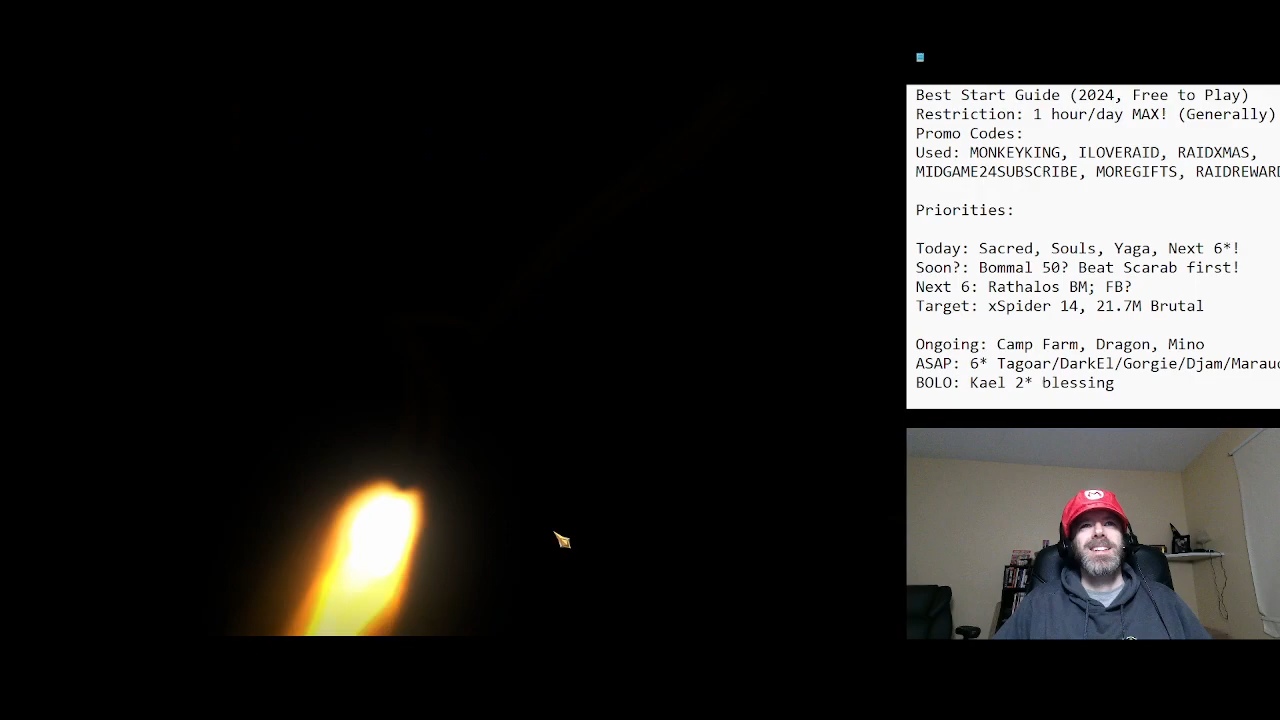 Best Start Guide (2024, Free to Play)
Restriction: 1 hour/day MAX! (Generally)
Promo Codes:
Used: MONKEYKING, ILOVERAID, RAIDXMAS,
MIDGAME24SUBSCRIBE, MOREGIFTS, RAIDREWARD
Priorities:
Today: Sacred, Souls, Yaga, Next 6*!
Soon?: Bommal 50? Beat Scarab first!
Next 6: Rathalos BM; FB?
Target: xSpider 14, 21.7M Brutal
Ongoing: Camp Farm, Dragon, Mino
ASAP: 6* Tagoar/DarkEl/Gorgie/Djam/Marauc
BOLO: Kael 2* blessing
M